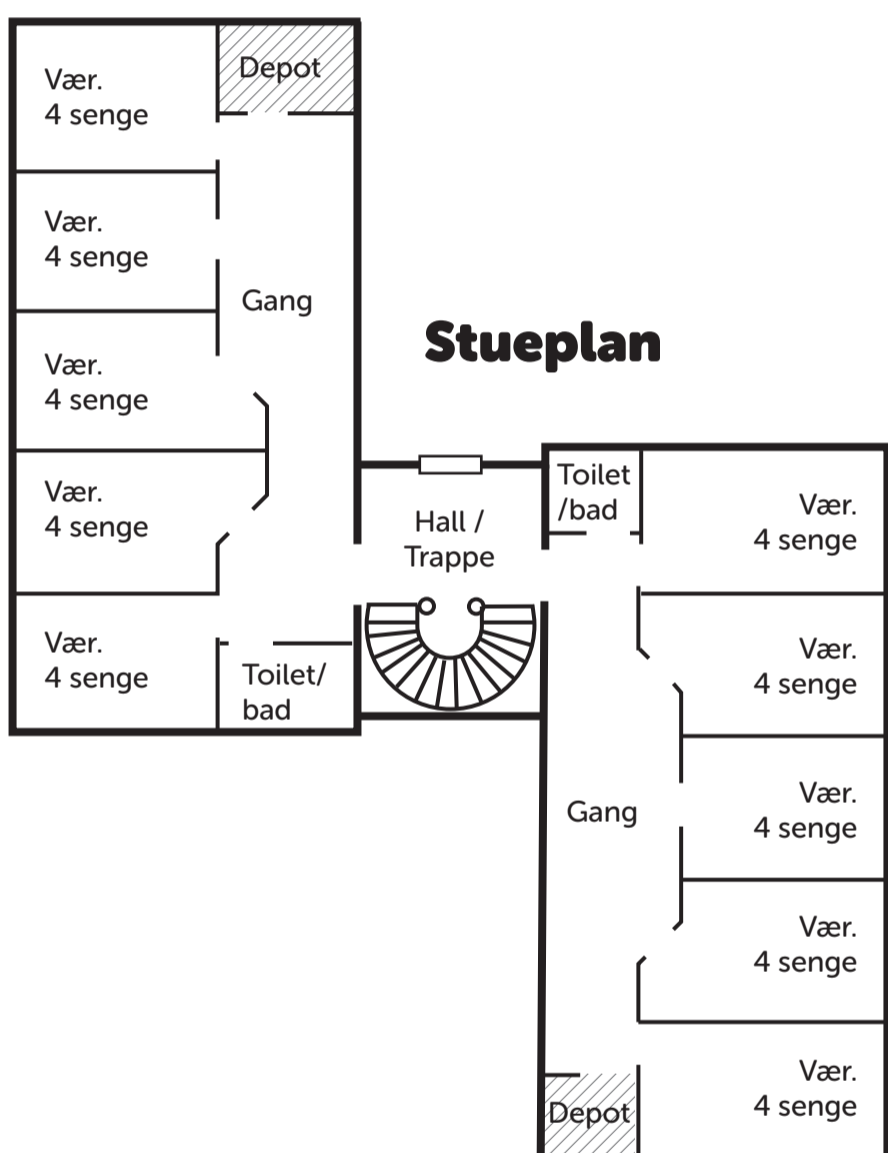 Depot
Vær.
4 senge
Vær.
4 senge
Gang
Vær.
4 senge
Vær.
4 senge
Vær.
4 senge
Toilet/
bad
Stueplan
Hall /
Trappe
Toilet
/bad
Vær.
4 senge
Vær.
4 senge
Vær.
4 senge
Gang
Vær.
4 senge
Vær.
4 senge
Depot